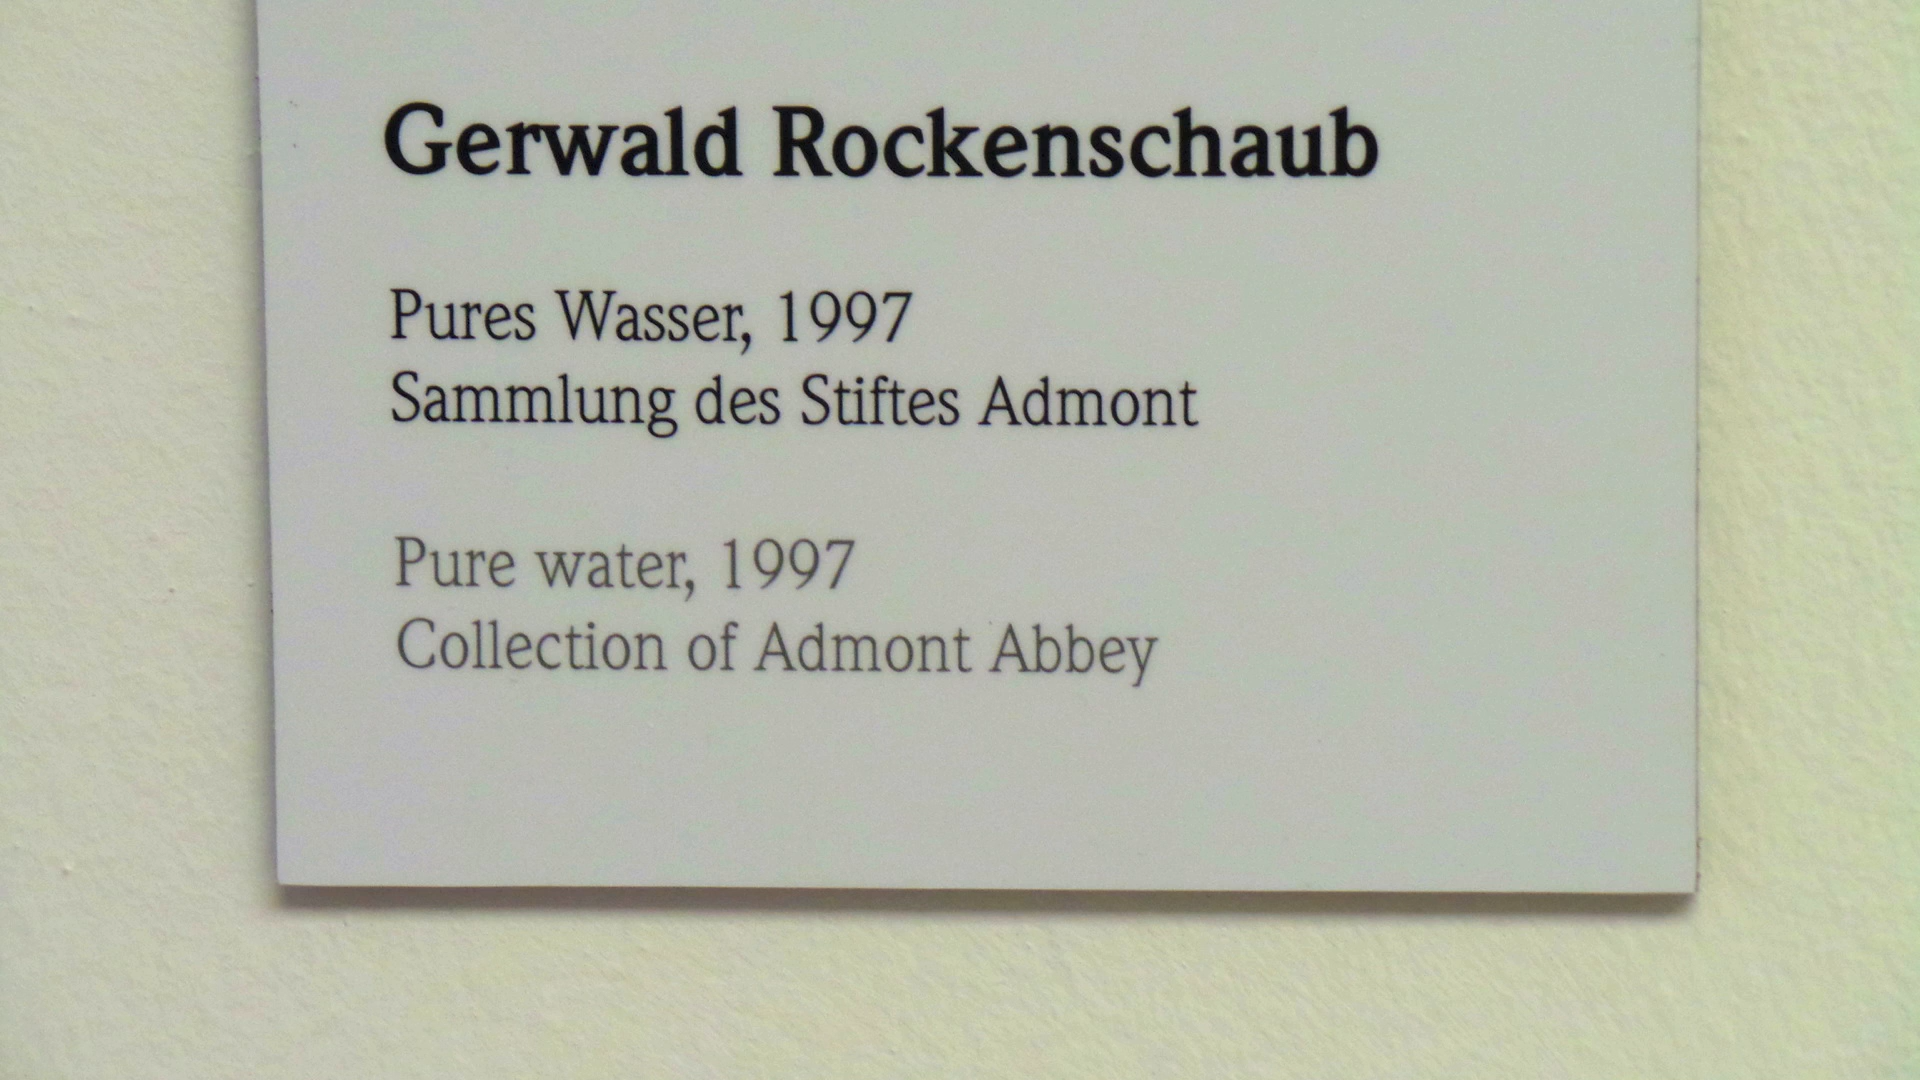 Gerwald Rockenschaub
Pures Wasser, 1997
Sammlung des Stiftes Admont
Pure water, 1997
Collection of Admont Abbey